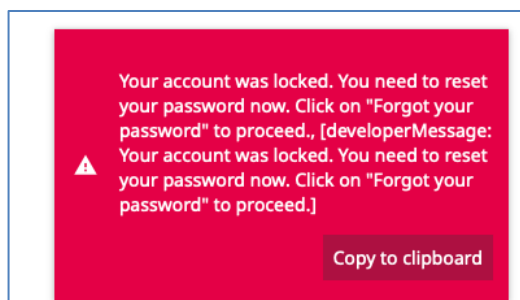 Your account was locked. You need to reset
your password now. Click on "Forgot your
password" to proceed., [developerMessage:
Your account was locked. You need to reset
your password now. Click on "Forgot your
password" to proceed.]
Copy to clipboard